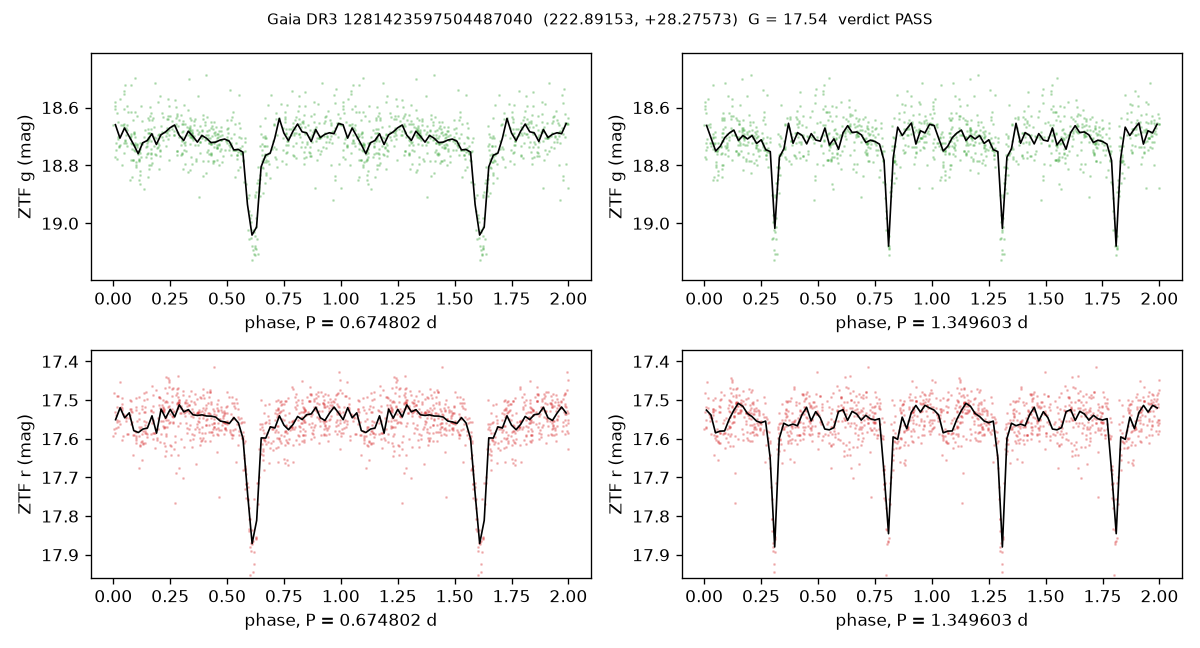 Gaia DR3 1281423597504487040 (222.89153, +28.27573) G = 17.54 verdict PASS
ZTF g (mag)
18.6
18.8
19.0
0.00 0.25 0.50 0.75 1.00 1.25 1.50 1.75 2.00
phase, P = 0.674802 d
ZTF g (mag)
18.6
18.8
19.0
0.00 0.25 0.50 0.75 1.00 1.25 1.50 1.75 2.00
phase, P = 1.349603 d
ZTF r (mag)
17.4
17.5
17.6
17.7
17.8
17.9
0.00 0.25 0.50 0.75 1.00 1.25 1.50 1.75 2.00
phase, P = 0.674802 d
ZTF r (mag)
17.4
17.5
17.6
17.7
17.8
17.9
0.00 0.25 0.50 0.75 1.00 1.25 1.50 1.75 2.00
phase, P = 1.349603 d